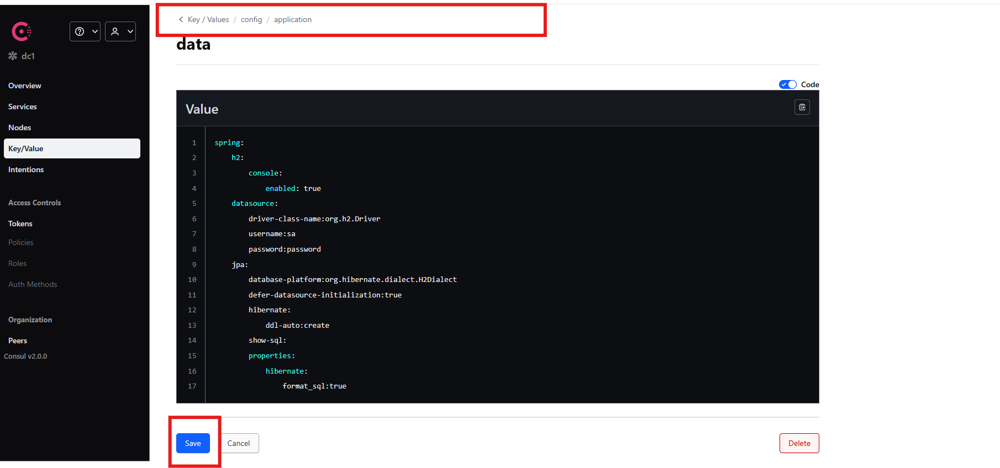 Key / Values / config / application
data
dc1
Overview
Services
Nodes
Key/Value
Intentions
Access Controls
Tokens
Policies
Roles
Auth Methods
Organization
Peers
Consul v2.0.0
Code
Value
1 spring:
2     h2:
3         console:
4             enabled: true
5     datasource:
6         driver-class-name:org.h2.Driver
7         username:sa
8         password:password
9     jpa:
10         database-platform:org.hibernate.dialect.H2Dialect
11         defer-datasource-initialization:true
12         hibernate:
13             ddl-auto:create
14         show-sql:
15         properties:
16             hibernate:
17                 format_sql:true
Save
Cancel
Delete